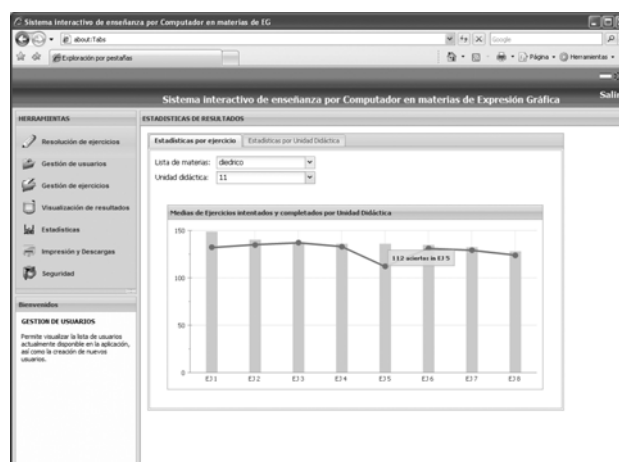 Sistema interactivo de enseñanza por Computador en materias de EG
about:Tabs
Google
Exploración por pestañas
Página
Herramientas
Sistema interactivo de enseñanza por Computador en materias de Expresión Gráfica
Salir
HERRAMIENTAS
ESTADISTICAS DE RESULTADOS
Resolución de ejercicios
Gestión de usuarios
Gestión de ejercicios
Visualización de resultados
Estadísticas
Impresión y Descargas
Seguridad
Bienvenidos
GESTION DE USUARIOS
Permite visualizar la lista de usuarios
actualmente disponible en la aplicación,
así como la creación de nuevos
usuarios.
Estadísticas por ejercicio
Estadísticas por Unidad Didáctica
Lista de materias: diedrico
Unidad didáctica: 11
Medias de Ejercicios intentados y completados por Unidad Didáctica
150
100
50
0
112 aciertos in EJ 5
EJ 1 EJ 2 EJ 3 EJ 4 EJ 5 EJ 6 EJ 7 EJ 8